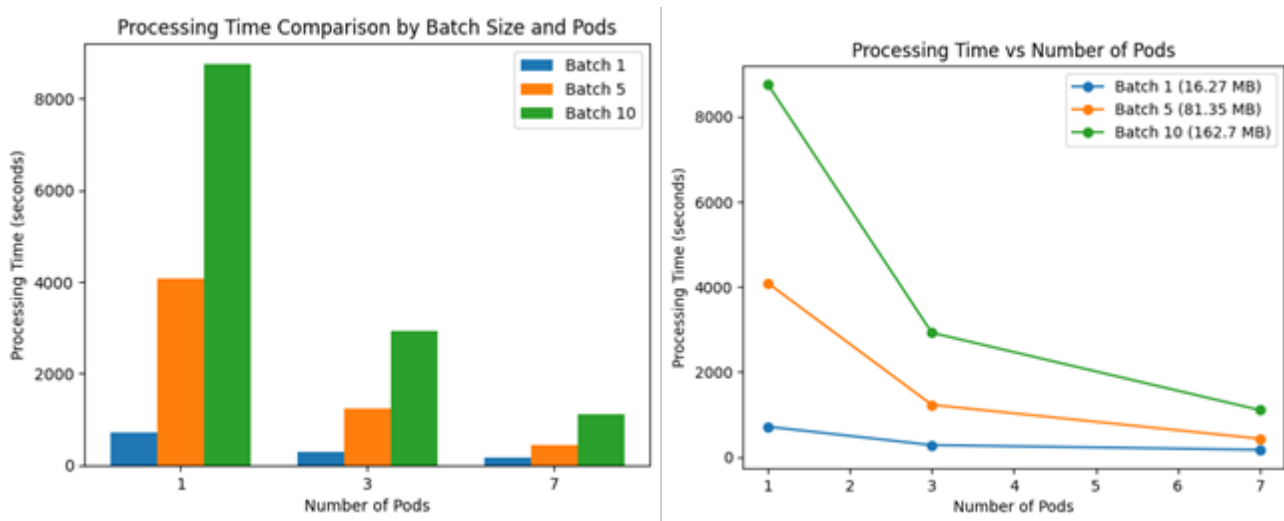 Processing Time Comparison by Batch Size and Pods
Batch 1
Batch 5
Batch 10
8000
6000
4000
2000
0
Processing Time (seconds)
1 3 7
Number of Pods
Processing Time vs Number of Pods
Batch 1 (16.27 MB)
Batch 5 (81.35 MB)
Batch 10 (162.7 MB)
8000
6000
4000
2000
0
Processing Time (seconds)
1 2 3 4 5 6 7
Number of Pods